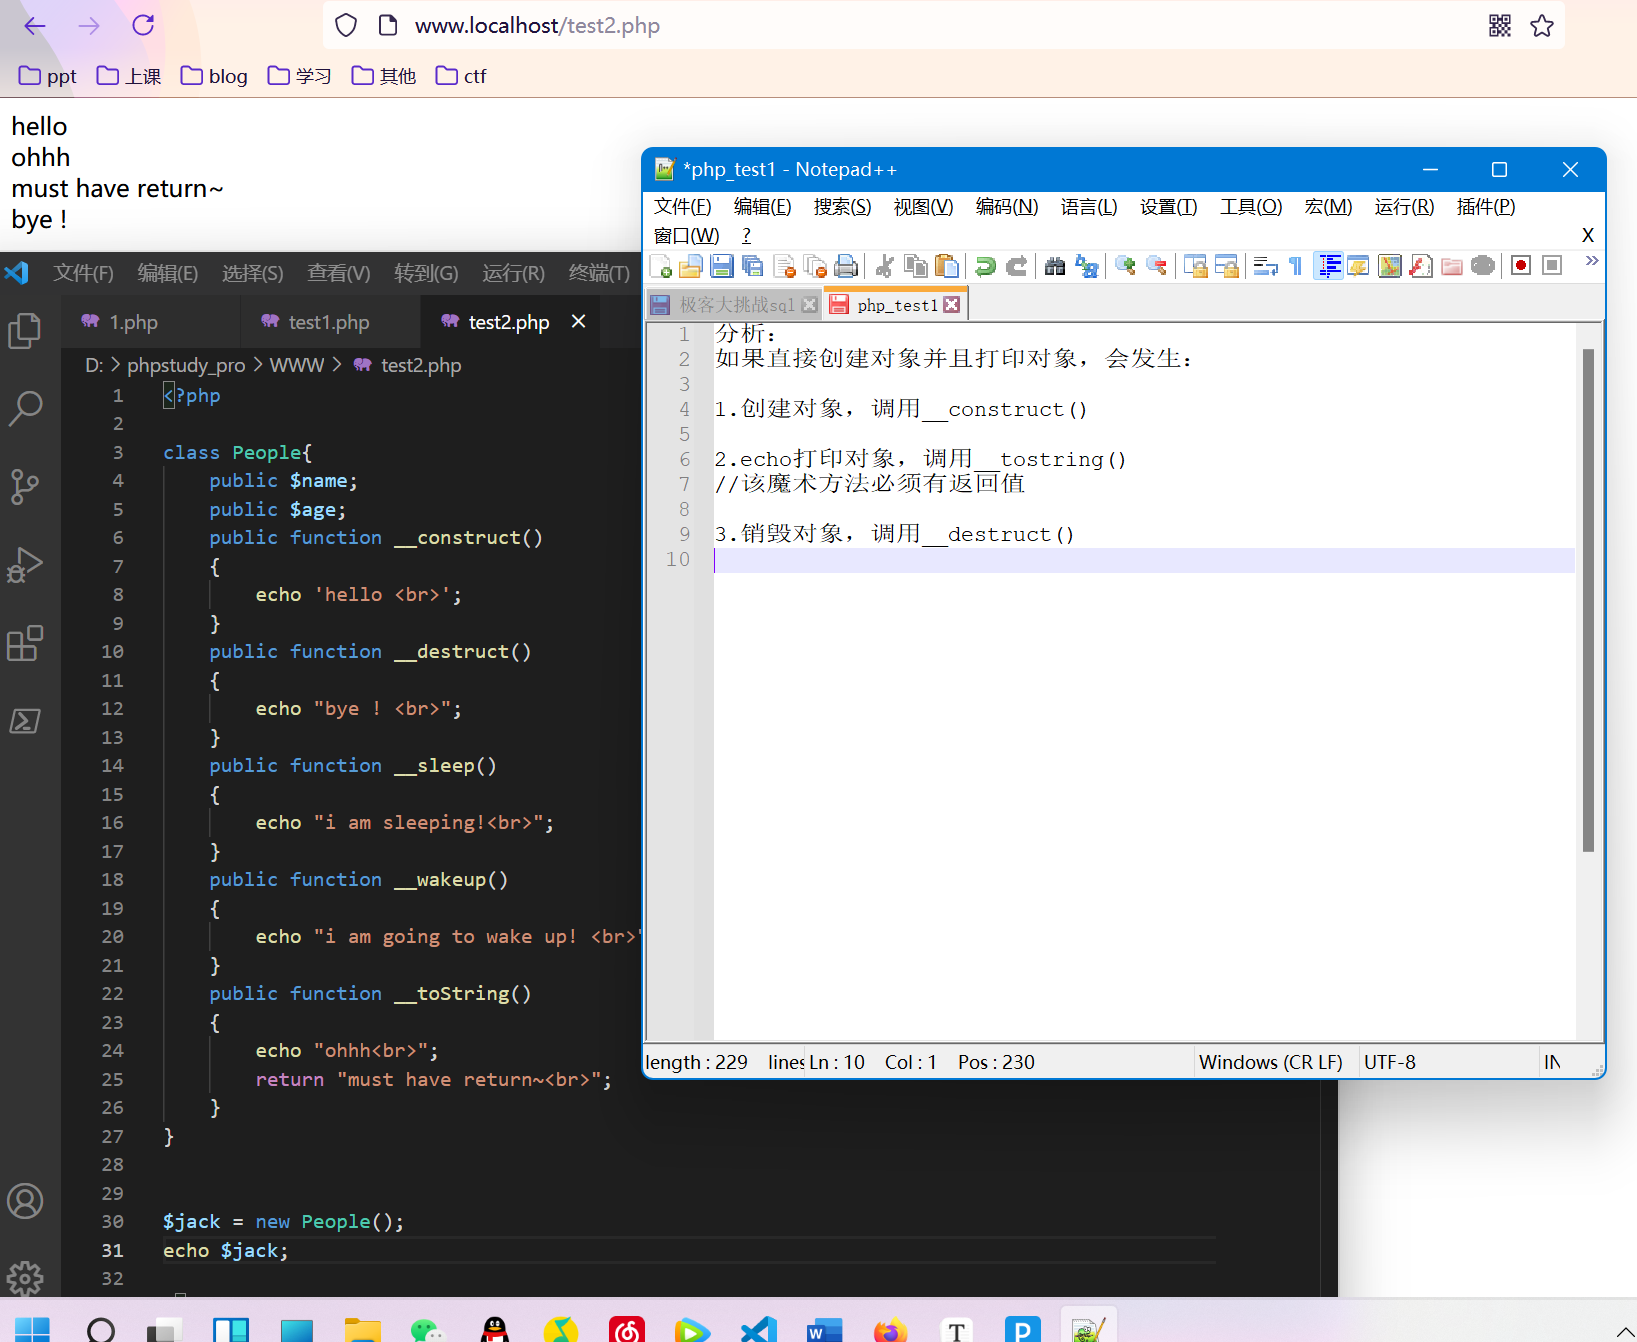 www.localhost/test2.php
ppt 上课 blog 学习 其他 ctf
hello
ohhh
must have return~
bye !
文件(F) 编辑(E) 选择(S) 查看(V) 转到(G) 运行(R) 终端(T)
1.php test1.php test2.php
D: > phpstudy_pro > WWW > test2.php
1 <?php
2
3 class People{
4 public $name;
5 public $age;
6 public function __construct()
7 {
8 echo 'hello <br>';
9 }
10 public function __destruct()
11 {
12 echo "bye ! <br>";
13 }
14 public function __sleep()
15 {
16 echo "i am sleeping!<br>";
17 }
18 public function __wakeup()
19 {
20 echo "i am going to wake up! <br>"
21 }
22 public function __toString()
23 {
24 echo "ohhh<br>";
25 return "must have return~<br>";
26 }
27 }
28
29
30 $jack = new People();
31 echo $jack;
32
*php_test1 - Notepad++
文件(F) 编辑(E) 搜索(S) 视图(V) 编码(N) 语言(L) 设置(T) 工具(O) 宏(M) 运行(R) 插件(P)
窗口(W) ? X
极客大挑战sql php_test1
1 分析：
2 如果直接创建对象并且打印对象，会发生：
3
4 1.创建对象，调用__construct()
5
6 2.echo打印对象，调用__tostring()
7 //该魔术方法必须有返回值
8
9 3.销毁对象，调用__destruct()
10
length : 229 lines Ln : 10 Col : 1 Pos : 230 Windows (CR LF) UTF-8 IN